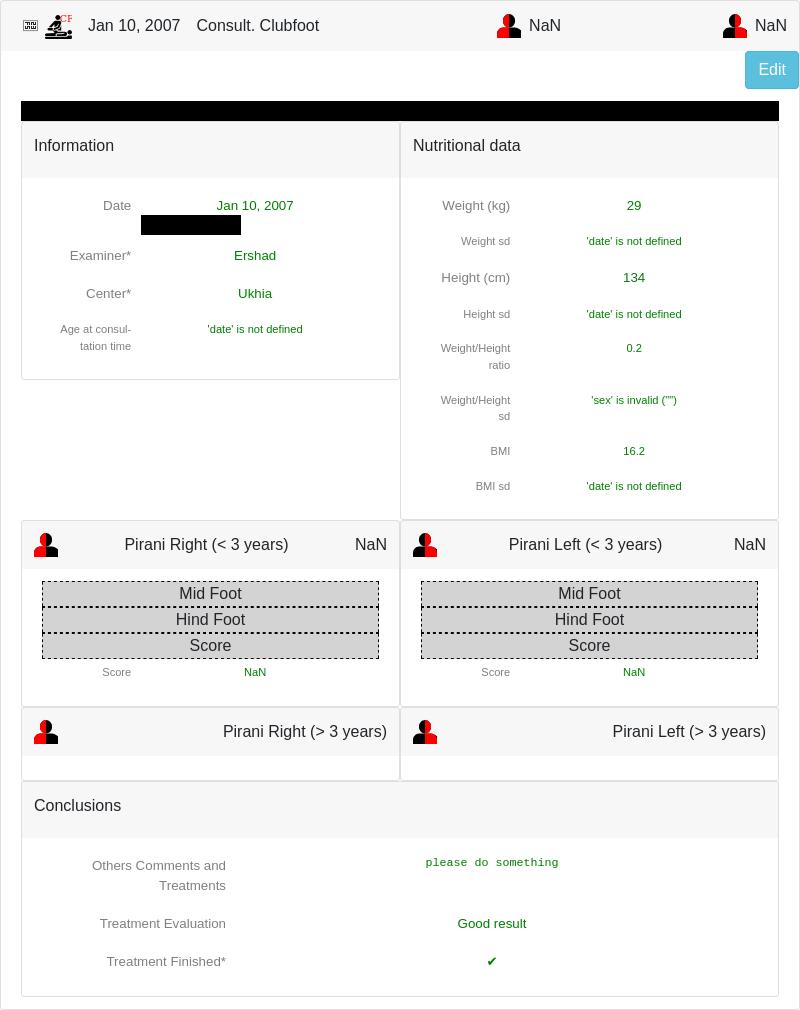 Jan 10, 2007 Consult. Clubfoot NaN NaN
Edit
Information
Date Jan 10, 2007
Examiner* Ershad
Center* Ukhia
Age at consul-
tation time 'date' is not defined
Nutritional data
Weight (kg) 29
Weight sd 'date' is not defined
Height (cm) 134
Height sd 'date' is not defined
Weight/Height 0.2
ratio
Weight/Height 'sex' is invalid ("")
sd
BMI 16.2
BMI sd 'date' is not defined
Pirani Right (< 3 years) NaN
Mid Foot
Hind Foot
Score
Score NaN
Pirani Left (< 3 years) NaN
Mid Foot
Hind Foot
Score
Score NaN
Pirani Right (> 3 years)
Pirani Left (> 3 years)
Conclusions
Others Comments and please do something
Treatments
Treatment Evaluation Good result
Treatment Finished* ✔